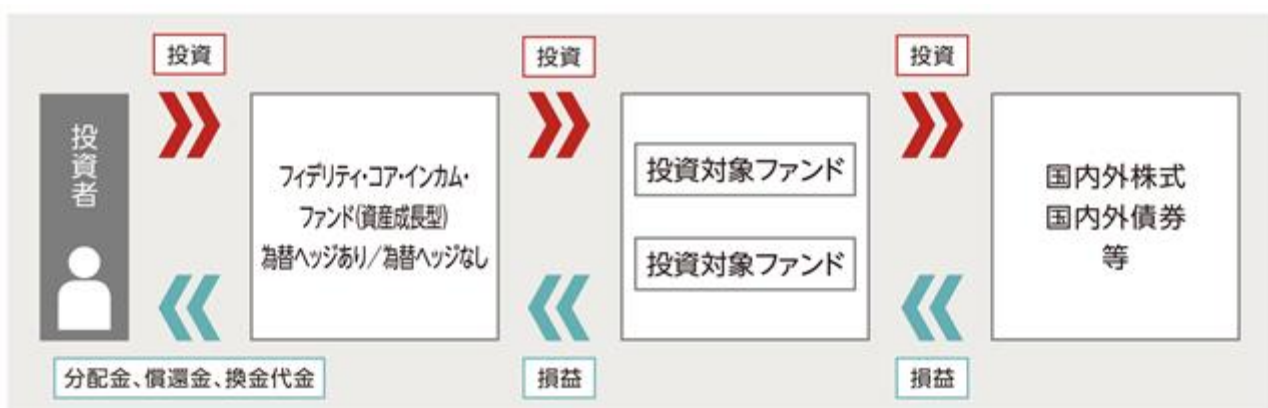 投資
投資
投資
投資者
フィデリティ・コア・インカム・
ファンド(資産成長型)
為替ヘッジあり/為替ヘッジなし
投資対象ファンド
投資対象ファンド
国内外株式
国内外債券
等
分配金、償還金、換金代金
損益
損益